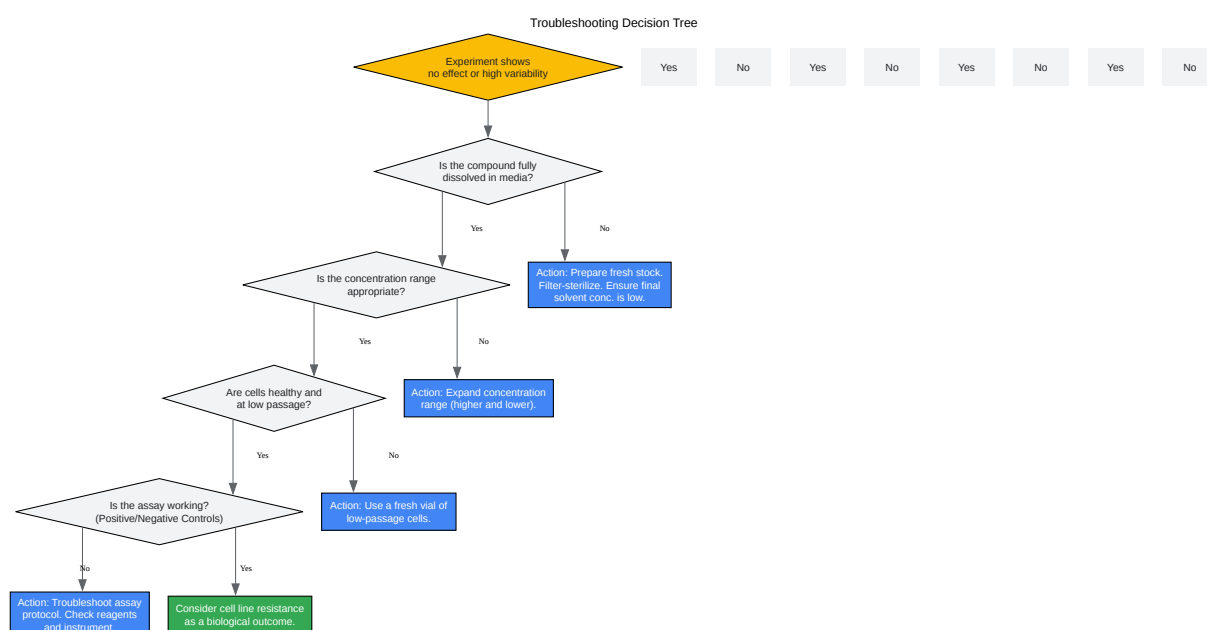 Troubleshooting Decision Tree
Experiment shows
no effect or high variability
Yes
No
Yes
No
Yes
No
Yes
No
Is the compound fully
dissolved in media?
Yes
No
Is the concentration range
appropriate?
Action: Prepare fresh stock.
Filter-sterilize. Ensure final
solvent conc. is low.
Yes
No
Are cells healthy and
at low passage?
Action: Expand concentration
range (higher and lower).
Yes
No
Is the assay working?
(Positive/Negative Controls)
Action: Use a fresh vial of
low-passage cells.
No
Yes
Action: Troubleshoot assay
protocol. Check reagents
and instrument
Consider cell line resistance
as a biological outcome.